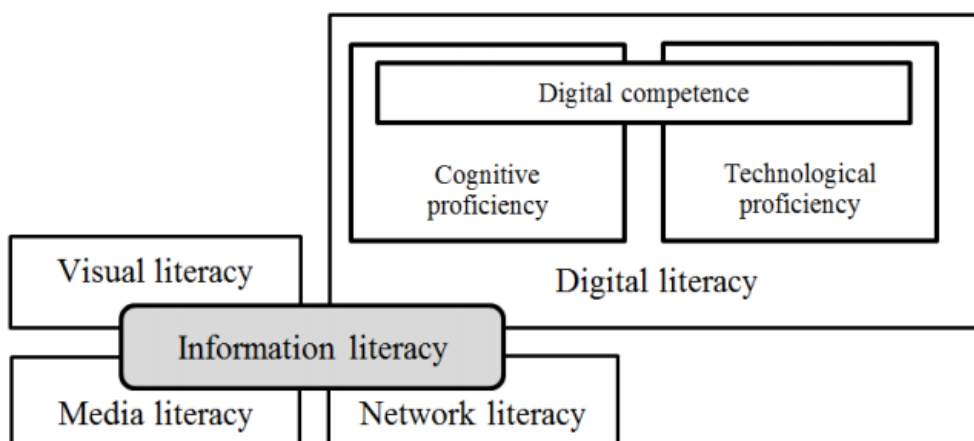 Digital competence
Cognitive
proficiency
Technological
proficiency
Visual literacy
Digital literacy
Information literacy
Media literacy
Network literacy